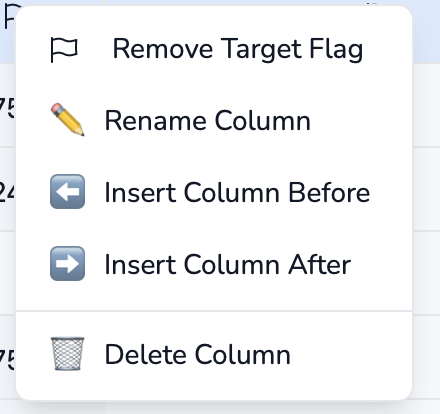 Remove Target Flag
Rename Column
Insert Column Before
Insert Column After
Delete Column